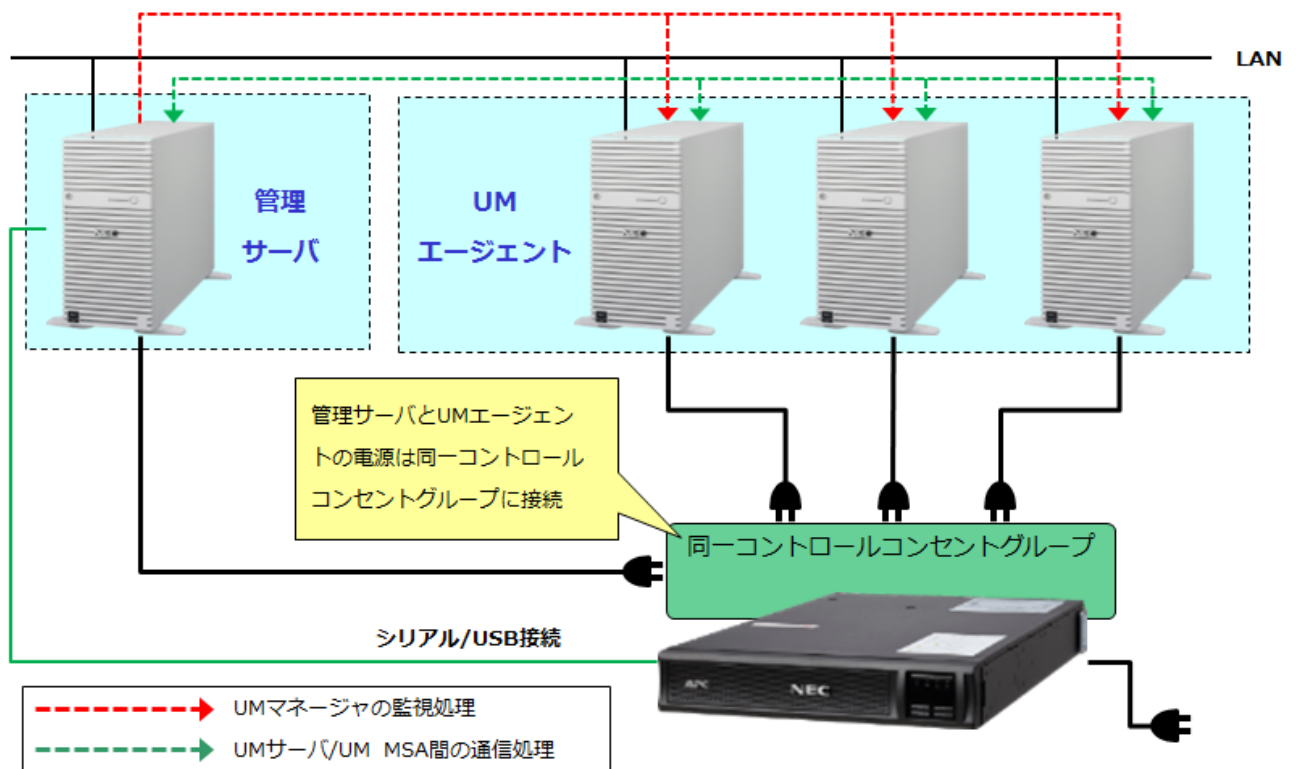 LAN
管理
サーバ
UM
エージェント
管理サーバとUMエージェン
トの電源は同一コントロール
コンセントグループに接続
同一コントロールコンセントグループ
シリアル/USB接続
APC
NEC
UMマネージャの監視処理
UMサーバ/UM MSA間の通信処理